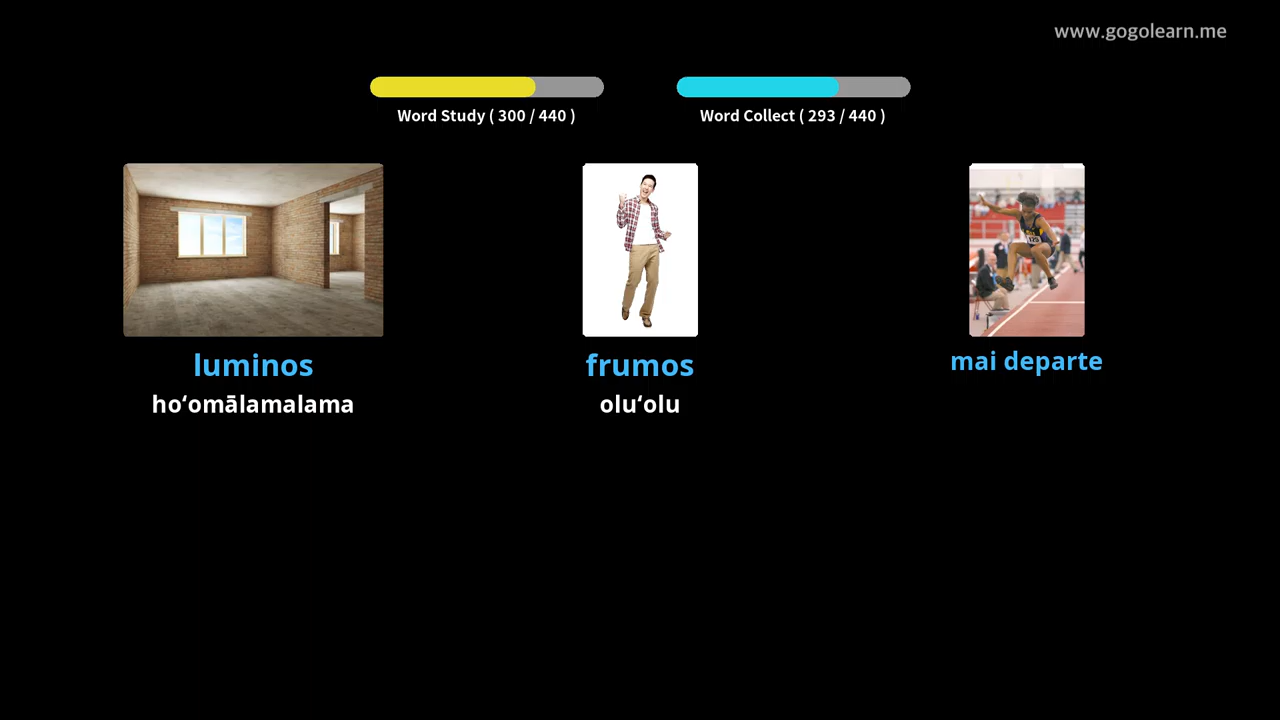 www.gogolearn.me
Word Study ( 300 / 440 )
Word Collect ( 293 / 440 )
luminos
frumos
mai departe
hoʻomālamalama
oluʻolu